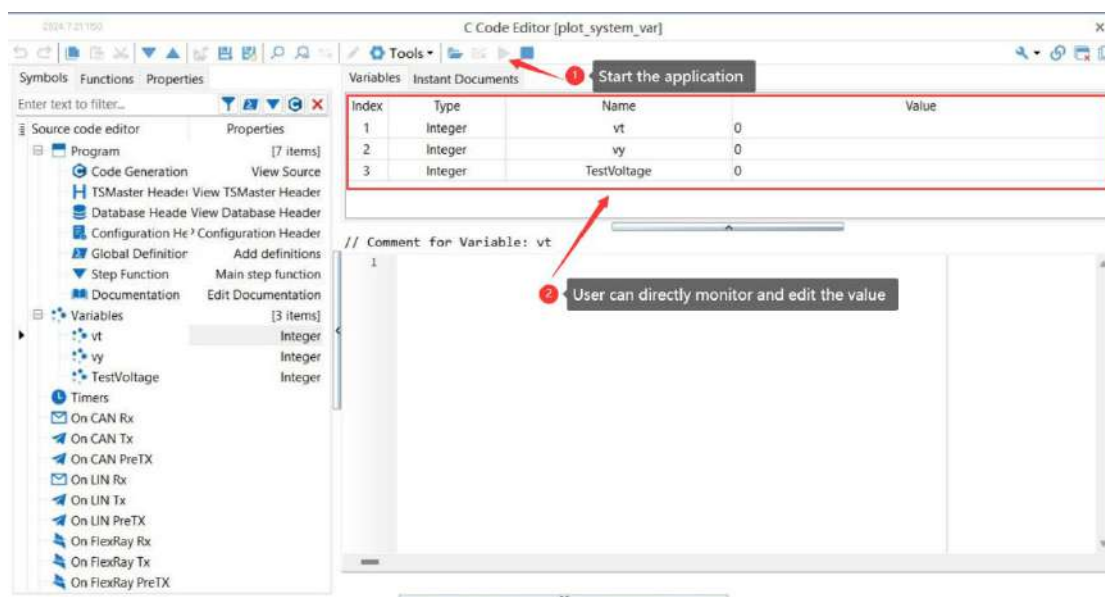 C Code Editor [plot_system_var]
Tools
1 Start the application
Symbols Functions Properties
Variables Instant Documents
Enter text to filter...
Index Type Name Value
1 Integer vt 0
2 Integer vy 0
3 Integer TestVoltage 0
Source code editor Properties
Program [7 items]
Code Generation View Source
TSMaster Header View TSMaster Header
Database Heade View Database Header
Configuration He Configuration Header
Global Definition Add definitions
Step Function Main step function
Documentation Edit Documentation
Variables [3 items]
vt Integer
vy Integer
TestVoltage Integer
Timers
On CAN Rx
On CAN Tx
On CAN PreTX
On LIN Rx
On LIN Tx
On LIN PreTX
On FlexRay Rx
On FlexRay Tx
On FlexRay PreTX
// Comment for Variable: vt
1
2 User can directly monitor and edit the value